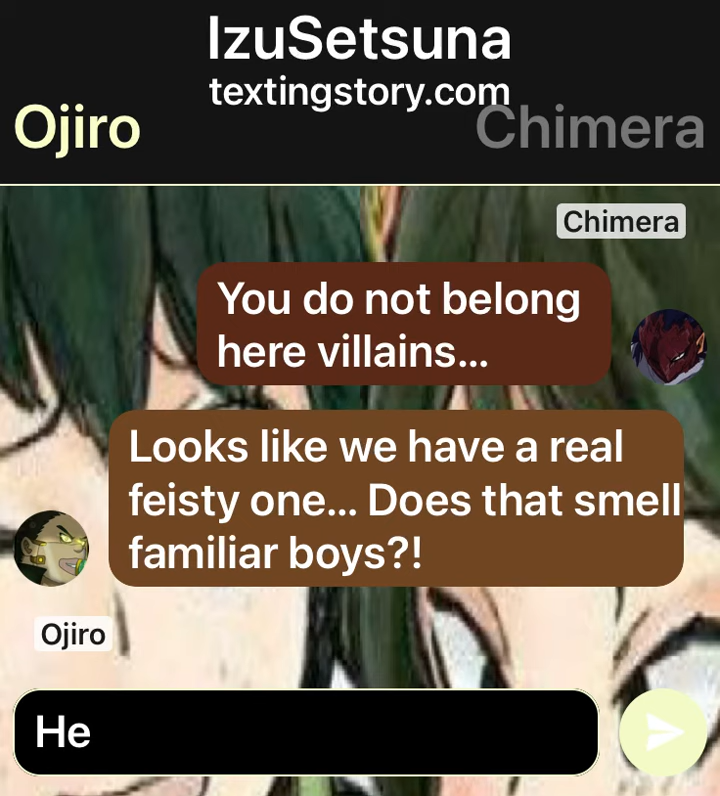 IzuSetsuna
textingstory.com
Ojiro
Chimera
Chimera
You do not belong
here villains...
Looks like we have a real
feisty one... Does that smell
familiar boys?!
Ojiro
He